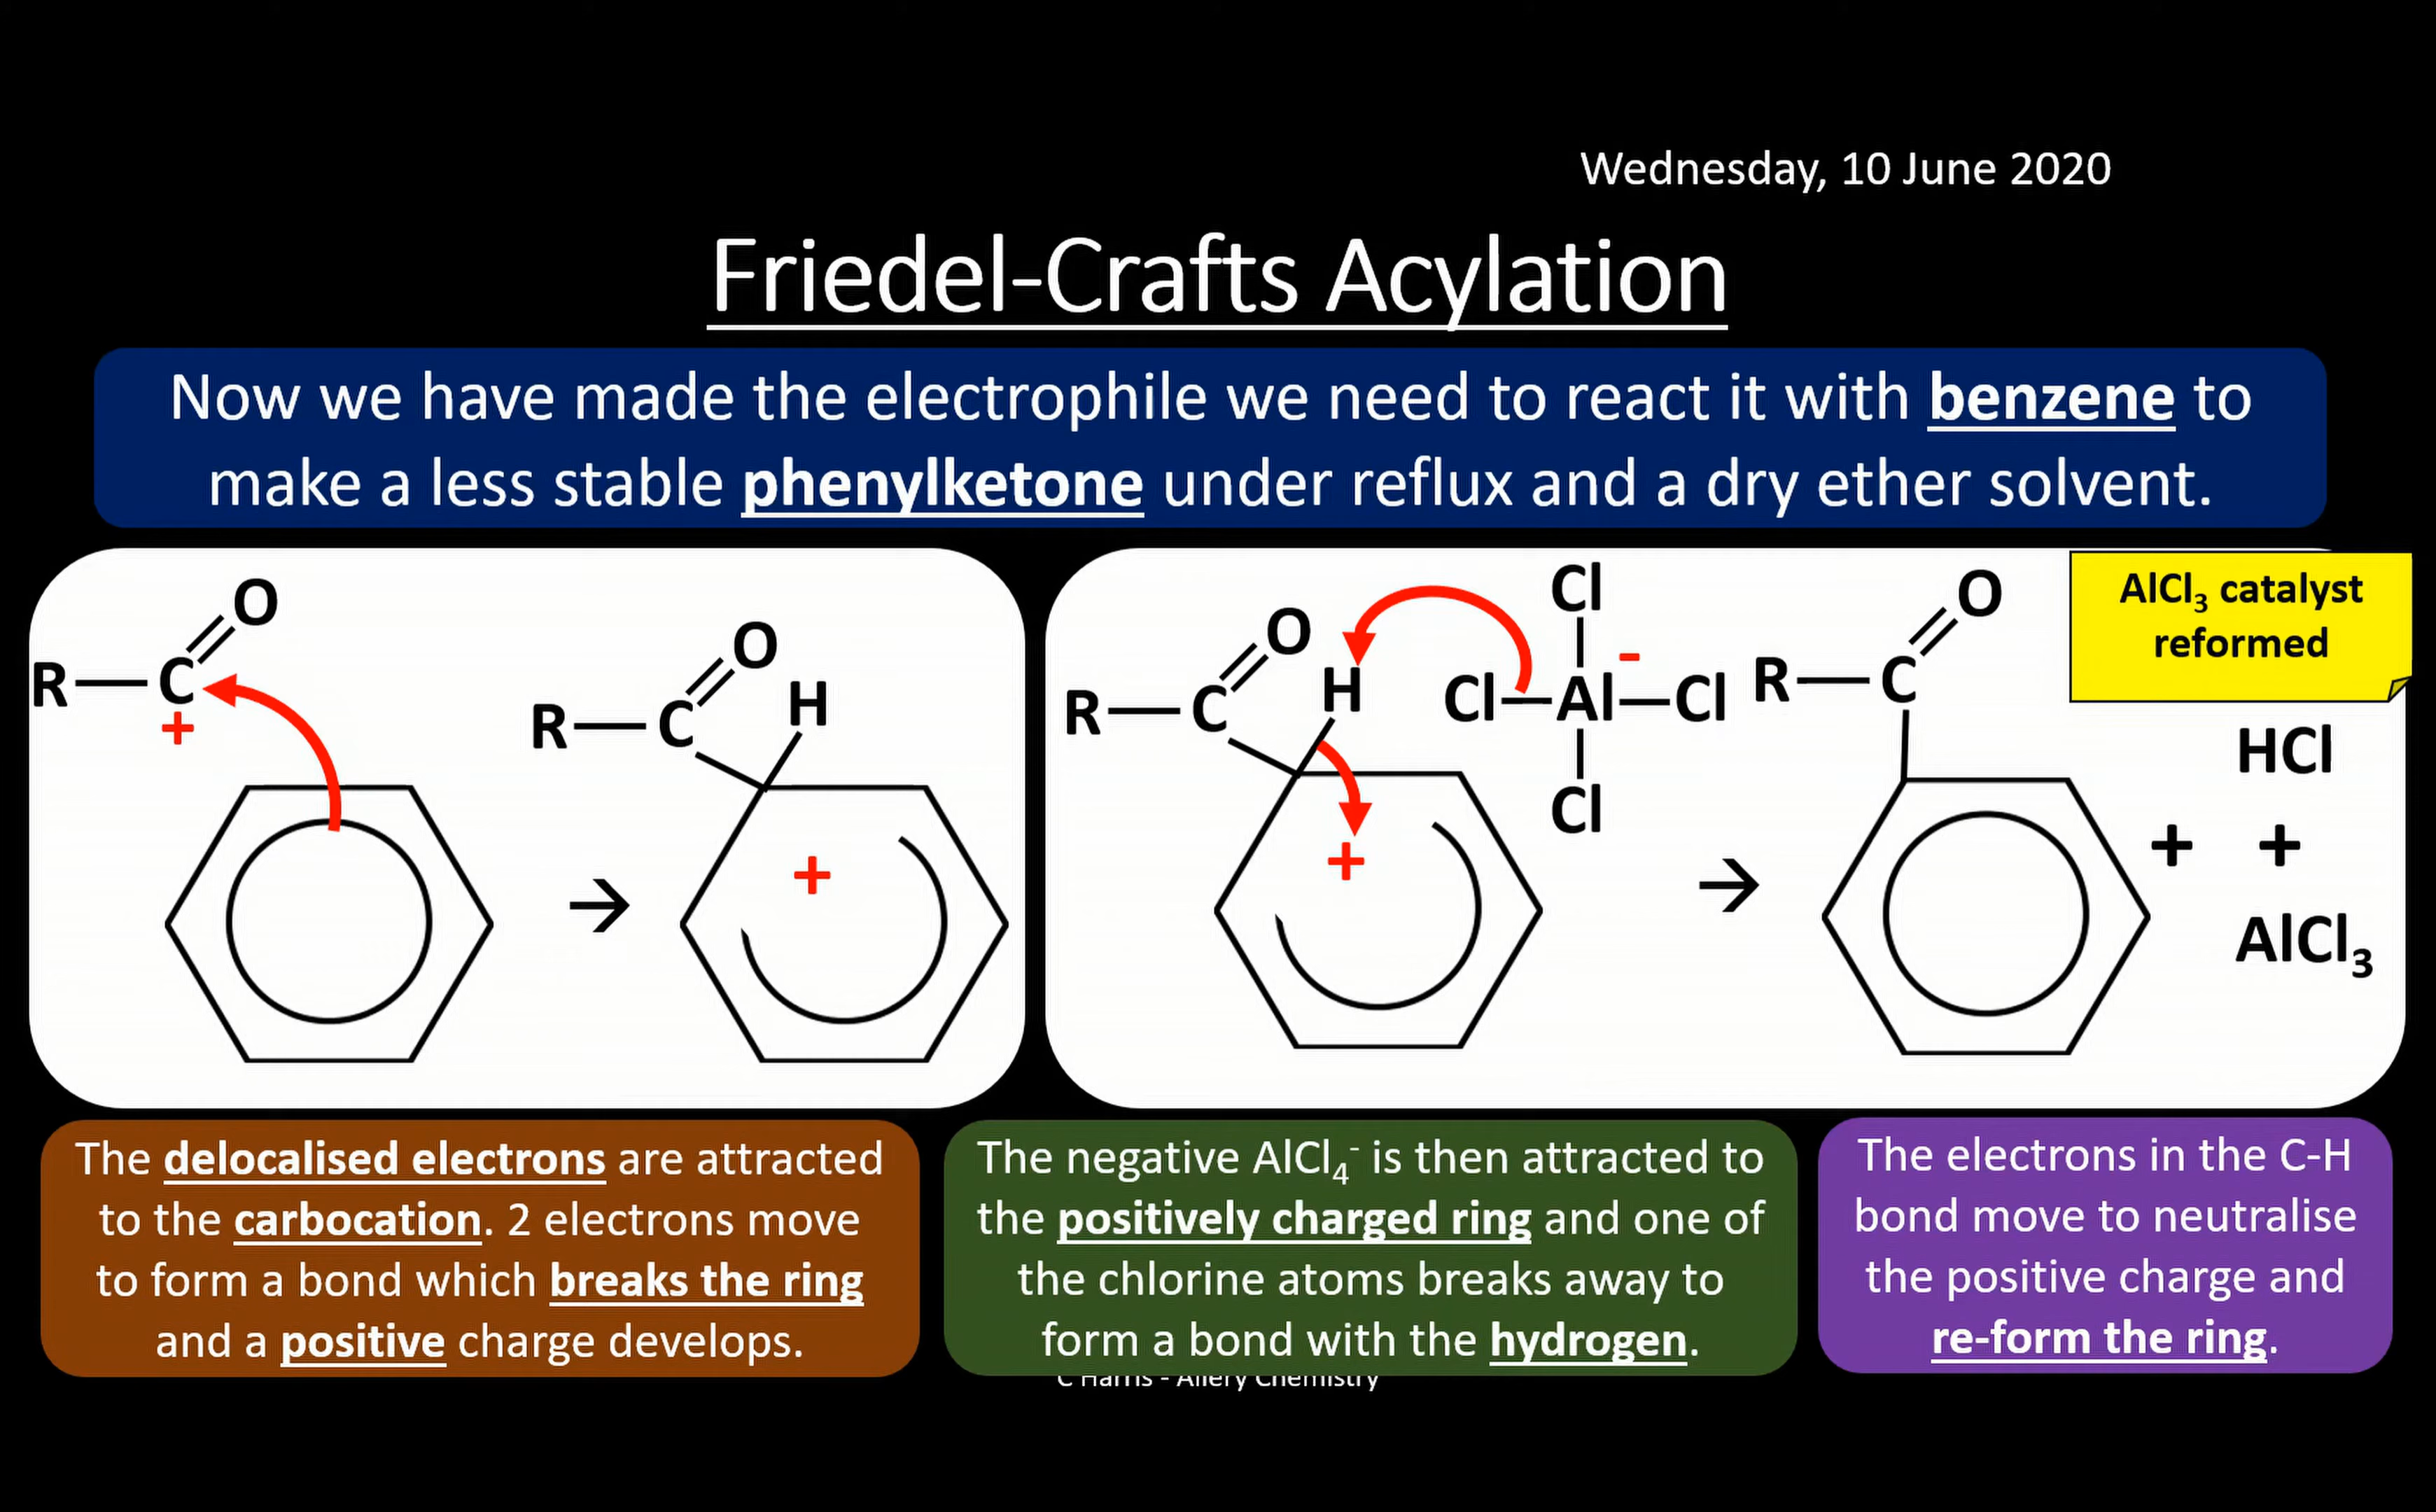 Wednesday, 10 June 2020
Friedel-Crafts Acylation
Now we have made the electrophile we need to react it with benzene to
make a less stable phenylketone under reflux and a dry ether solvent.
R—C
O
+
R—C
O
H
+
→
R—C
O
H
+
Cl
Cl—Al—Cl
-
Cl
→
R—C
O
AlCl₃ catalyst
reformed
HCl
+ +
AlCl₃
The delocalised electrons are attracted
to the carbocation. 2 electrons move
to form a bond which breaks the ring
and a positive charge develops.
The negative AlCl₄⁻ is then attracted to
the positively charged ring and one of
the chlorine atoms breaks away to
form a bond with the hydrogen.
The electrons in the C-H
bond move to neutralise
the positive charge and
re-form the ring.
C Harris - Allery Chemistry